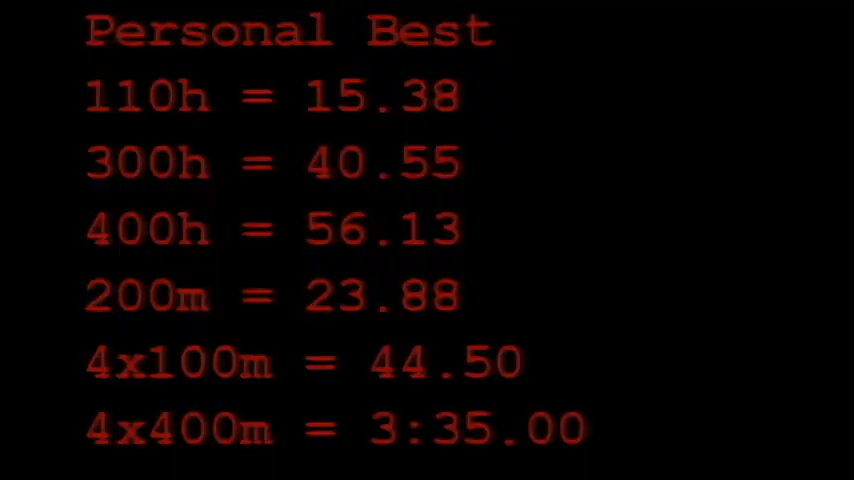 Personal Best
110h = 15.38
300h = 40.55
400h = 56.13
200m = 23.88
4x100m = 44.50
4x400m = 3:35.00